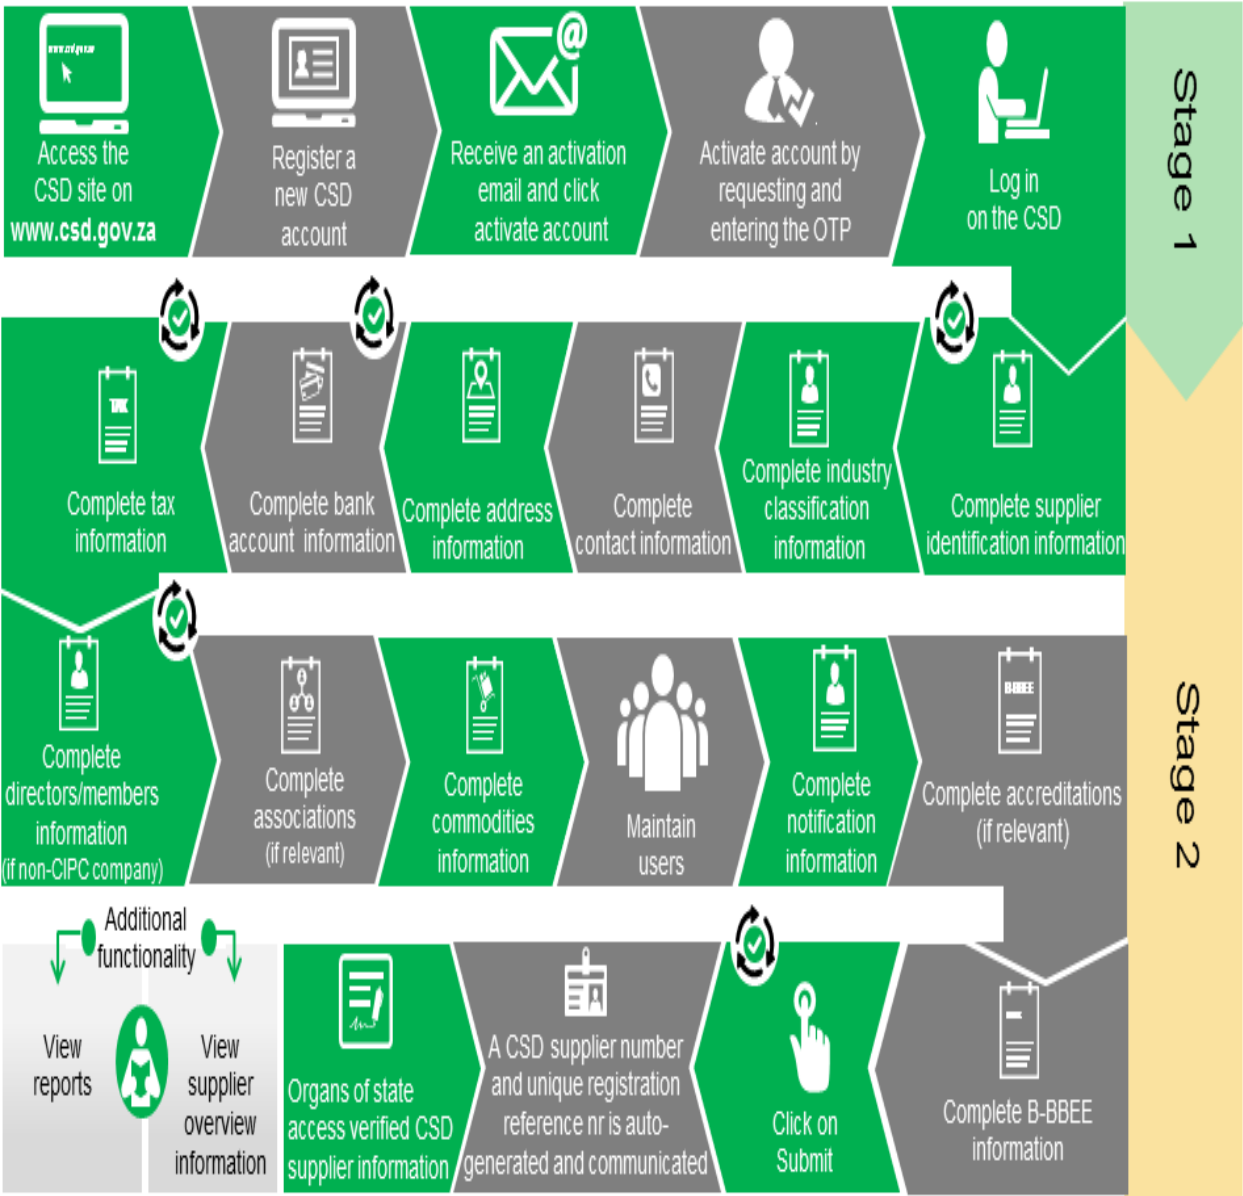 www.csd.gov.za
Access the
CSD site on
www.csd.gov.za
Register a
new CSD
account
@
Receive an activation
email and click
activate account
Activate account by
requesting and
entering the OTP
Log in
on the CSD
Stage 1
Complete supplier
identification information
Complete industry
classification
information
Complete
contact information
Complete address
information
Complete bank
account information
TAX
Complete tax
information
Complete
directors/members
information
(if non-CIPC company)
Complete
associations
(if relevant)
Complete
commodities
information
Maintain
users
Complete
notification
information
B-BBEE
Complete accreditations
(if relevant)
Stage 2
Complete B-BBEE
information
Click on
Submit
A CSD supplier number
and unique registration
reference nr is auto-
generated and communicated
Organs of state
access verified CSD
supplier information
Additional
functionality
View
reports
View
supplier
overview
information